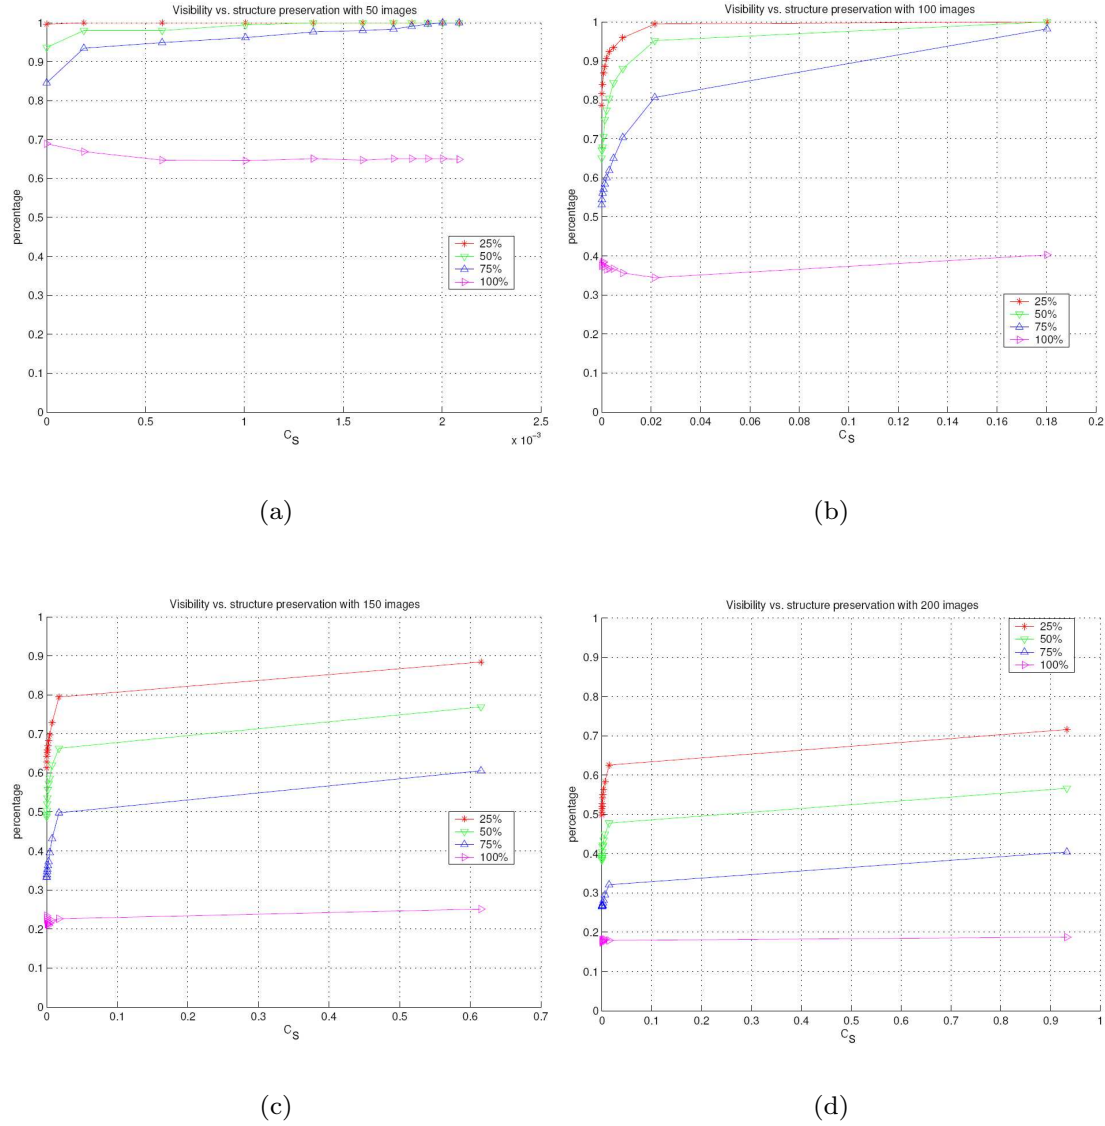 Visibility vs. structure preservation with 50 images
1
0.9
0.8
0.7
0.6
0.5
0.4
0.3
0.2
0.1
0
percentage
25%
50%
75%
100%
0 0.5 1 1.5 2 2.5
C_S
x 10^-3
(a)
Visibility vs. structure preservation with 100 images
1
0.9
0.8
0.7
0.6
0.5
0.4
0.3
0.2
0.1
0
percentage
25%
50%
75%
100%
0 0.02 0.04 0.06 0.08 0.1 0.12 0.14 0.16 0.18 0.2
C_S
(b)
Visibility vs. structure preservation with 150 images
1
0.9
0.8
0.7
0.6
0.5
0.4
0.3
0.2
0.1
0
percentage
25%
50%
75%
100%
0 0.1 0.2 0.3 0.4 0.5 0.6 0.7
C_S
(c)
Visibility vs. structure preservation with 200 images
1
0.9
0.8
0.7
0.6
0.5
0.4
0.3
0.2
0.1
0
percentage
25%
50%
75%
100%
0 0.1 0.2 0.3 0.4 0.5 0.6 0.7 0.8 0.9 1
C_S
(d)